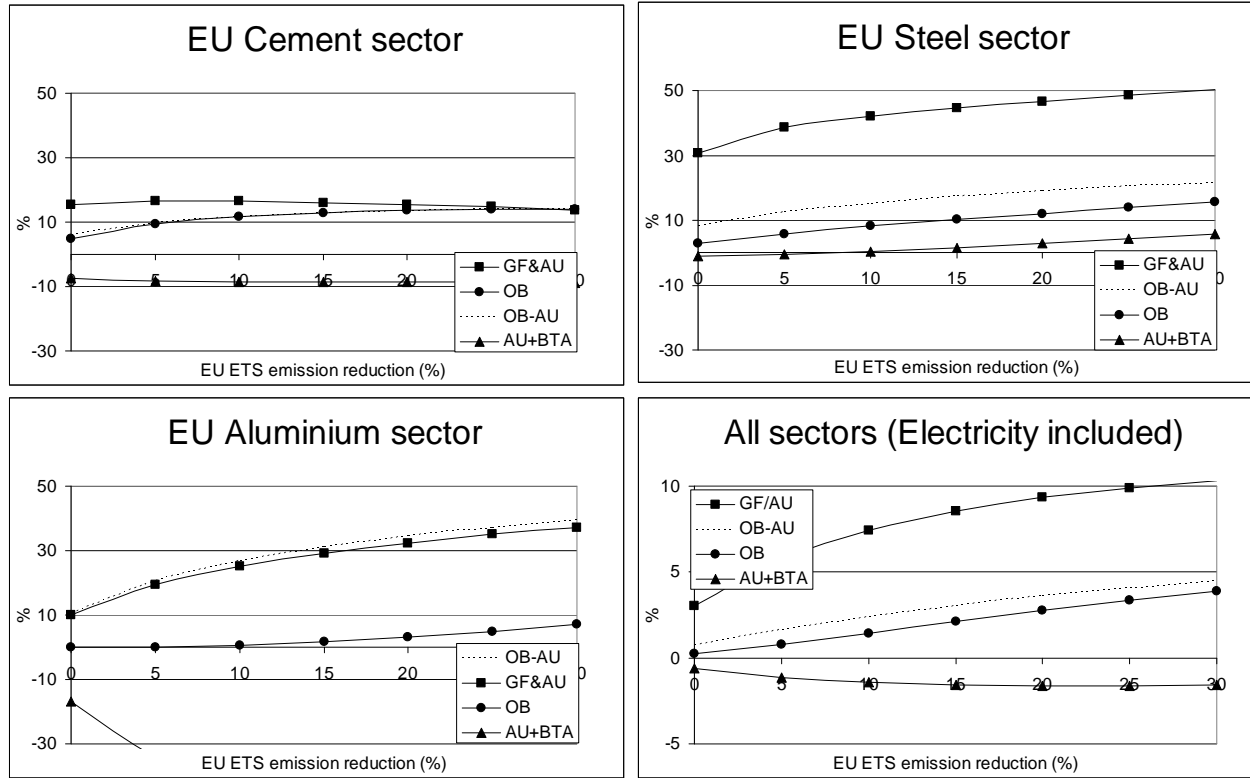 EU Cement sector
50
30
10
-10
-30
%
5
10
15
20
0
GF&AU
OB
OB-AU
AU+BTA
EU ETS emission reduction (%)
EU Steel sector
50
30
10
-10
-30
%
0
5
10
15
20
0
GF&AU
OB-AU
OB
AU+BTA
EU ETS emission reduction (%)
EU Aluminium sector
50
30
10
-10
-30
%
0
5
10
15
20
0
OB-AU
GF&AU
OB
AU+BTA
EU ETS emission reduction (%)
All sectors (Electricity included)
10
5
0
-5
%
0
5
10
15
20
25
30
GF/AU
OB-AU
OB
AU+BTA
EU ETS emission reduction (%)